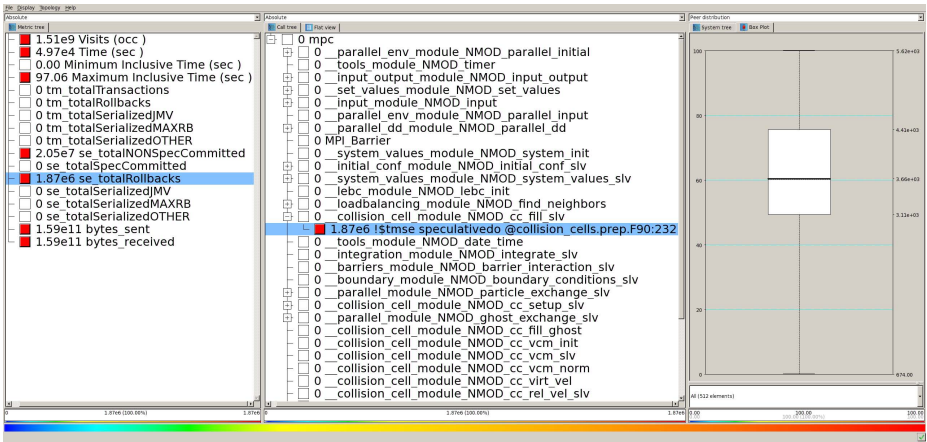 File Display Topology Help
Absolute
Metric tree
1.51e9 Visits (occ )
4.97e4 Time (sec )
0.00 Minimum Inclusive Time (sec )
97.06 Maximum Inclusive Time (sec )
0 tm_totalTransactions
0 tm_totalRollbacks
0 tm_totalSerializedJMV
0 tm_totalSerializedMAXRB
0 tm_totalSerializedOTHER
2.05e7 se_totalNONSpecCommitted
0 se_totalSpecCommitted
1.87e6 se_totalRollbacks
0 se_totalSerializedJMV
0 se_totalSerializedMAXRB
0 se_totalSerializedOTHER
1.59e11 bytes_sent
1.59e11 bytes_received
0 1.87e6 (100.00%) 1.87e6
Absolute
Call tree Flat view
0 mpc
0 __parallel_env_module_NMOD_parallel_initial
0 __tools_module_NMOD_timer
0 __input_output_module_NMOD_input_output
0 __set_values_module_NMOD_set_values
0 __input_module_NMOD_input
0 __parallel_env_module_NMOD_parallel_input
0 __parallel_dd_module_NMOD_parallel_dd
0 MPI_Barrier
0 __system_values_module_NMOD_system_init
0 __initial_conf_module_NMOD_initial_conf_slv
0 __system_values_module_NMOD_system_values_slv
0 __lebc_module_NMOD_lebc_init
0 __loadbalancing_module_NMOD_find_neighbors
0 __collision_cell_module_NMOD_cc_fill_slv
1.87e6 !$tmse speculativedo @collision_cells.prep.F90:232
0 __tools_module_NMOD_date_time
0 __integration_module_NMOD_integrate_slv
0 __barriers_module_NMOD_barrier_interaction_slv
0 __boundary_module_NMOD_boundary_conditions_slv
0 __parallel_module_NMOD_particle_exchange_slv
0 __collision_cell_module_NMOD_cc_setup_slv
0 __parallel_module_NMOD_ghost_exchange_slv
0 __collision_cell_module_NMOD_cc_fill_ghost
0 __collision_cell_module_NMOD_cc_vcm_init
0 __collision_cell_module_NMOD_cc_vcm_slv
0 __collision_cell_module_NMOD_cc_vcm_norm
0 __collision_cell_module_NMOD_cc_virt_vel
0 __collision_cell_module_NMOD_cc_rel_vel_slv
0 1.87e6 (100.00%) 1.87e6
Peer distribution
System tree Box Plot
100 5.62e+03
80 4.41e+03
60 3.66e+03
3.11e+03
40
20
0 674.00
All (512 elements)
0.00 100.00 100.00
0.00 100.00 (100.00%) 100.00